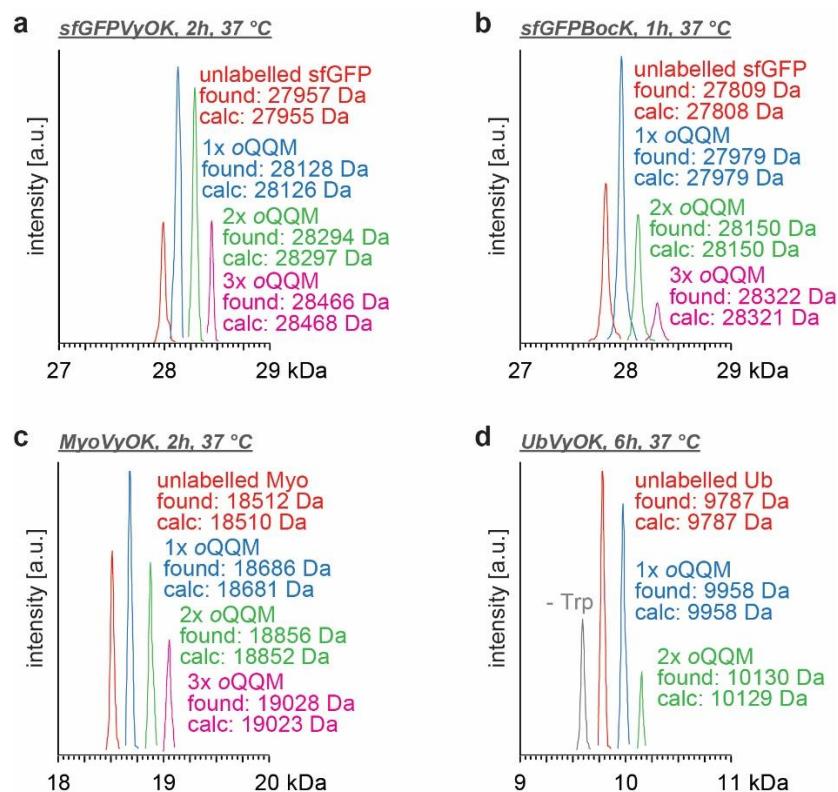 a sfGFPVyOK, 2h, 37 °C
intensity [a.u.]
unlabelled sfGFP
found: 27957 Da
calc: 27955 Da
1x oQQM
found: 28128 Da
calc: 28126 Da
2x oQQM
found: 28294 Da
calc: 28297 Da
3x oQQM
found: 28466 Da
calc: 28468 Da
27 28 29 kDa
b sfGFPBocK, 1h, 37 °C
intensity [a.u.]
unlabelled sfGFP
found: 27809 Da
calc: 27808 Da
1x oQQM
found: 27979 Da
calc: 27979 Da
2x oQQM
found: 28150 Da
calc: 28150 Da
3x oQQM
found: 28322 Da
calc: 28321 Da
27 28 29 kDa
c MyoVyOK, 2h, 37 °C
intensity [a.u.]
unlabelled Myo
found: 18512 Da
calc: 18510 Da
1x oQQM
found: 18686 Da
calc: 18681 Da
2x oQQM
found: 18856 Da
calc: 18852 Da
3x oQQM
found: 19028 Da
calc: 19023 Da
18 19 20 kDa
d UbVyOK, 6h, 37 °C
intensity [a.u.]
unlabelled Ub
found: 9787 Da
calc: 9787 Da
1x oQQM
found: 9958 Da
calc: 9958 Da
- Trp
2x oQQM
found: 10130 Da
calc: 10129 Da
9 10 11 kDa